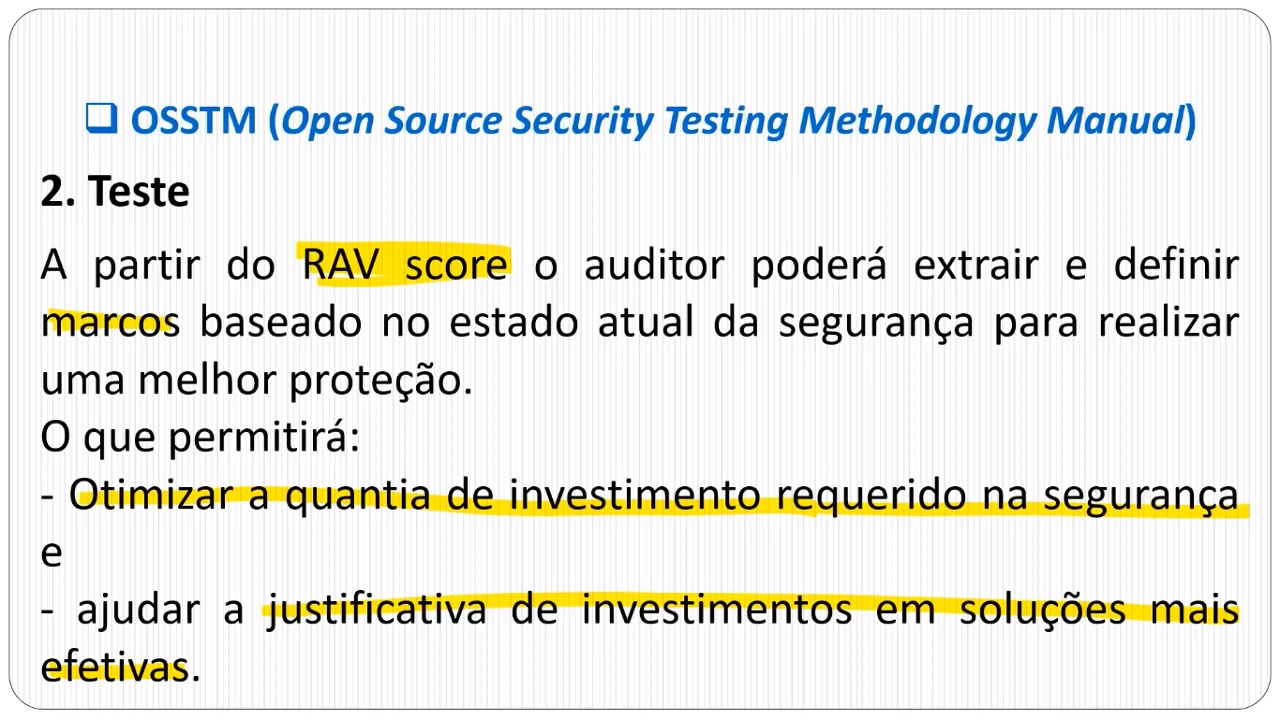 OSSTM (Open Source Security Testing Methodology Manual)
2. Teste
A partir do RAV score o auditor poderá extrair e definir
marcos baseado no estado atual da segurança para realizar
uma melhor proteção.
O que permitirá:
- Otimizar a quantia de investimento requerido na segurança
e
- ajudar a justificativa de investimentos em soluções mais
efetivas.